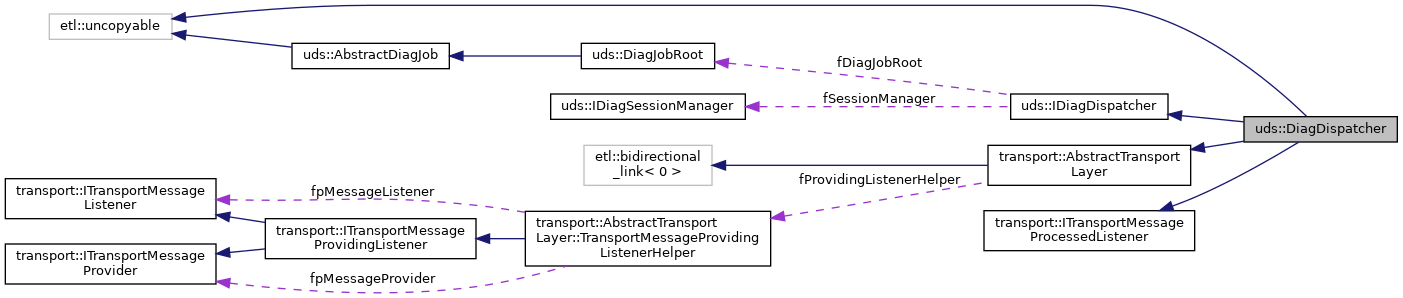 etl::uncopyable
uds::AbstractDiagJob
uds::DiagJobRoot
fDiagJobRoot
uds::IDiagSessionManager
fSessionManager
uds::IDiagDispatcher
uds::DiagDispatcher
etl::bidirectional
_link< 0 >
transport::AbstractTransport
Layer
fProvidingListenerHelper
transport::ITransportMessage
Listener
fpMessageListener
transport::ITransportMessage
ProvidingListener
transport::AbstractTransport
Layer::TransportMessageProviding
ListenerHelper
transport::ITransportMessage
ProcessedListener
transport::ITransportMessage
Provider
fpMessageProvider